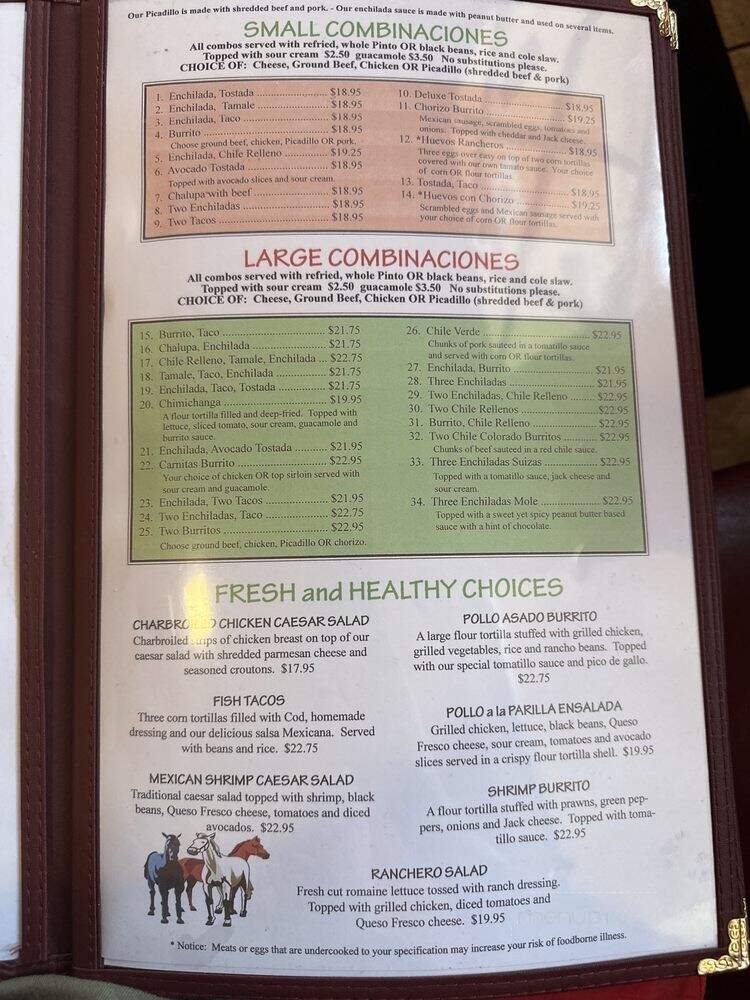 Our Picadillo is made with shredded beef and pork. - Our enchilada sauce is made with peanut butter and used on several items.
SMALL COMBINACIONES
All combos served with refried, whole Pinto OR black beans, rice and cole slaw.
Topped with sour cream $2.50 guacamole $3.50 No substitutions please.
CHOICE OF: Cheese, Ground Beef, Chicken OR Picadillo (shredded beef & pork)
1. Enchilada, Tostada ........ $18.95
2. Enchilada, Tamale ........ $18.95
3. Enchilada, Taco ........ $18.95
4. Burrito ........ $18.95
Choose ground beef, chicken, Picadillo OR pork.
5. Enchilada, Chile Relleno ........ $19.25
6. Avocado Tostada ........ $18.95
Topped with avocado slices and sour cream.
7. Chalupa with beef ........ $18.95
8. Two Enchiladas ........ $18.95
9. Two Tacos ........ $18.95
10. Deluxe Tostada ........ $18.95
11. Chorizo Burrito ........ $19.25
Mexican sausage, scrambled eggs, tomatoes and
onions. Topped with cheddar and Jack cheese.
12. *Huevos Rancheros ........ $18.95
Three eggs over easy on top of two corn tortillas
covered with our own tomato sauce. Your choice
of corn OR flour tortillas.
13. Tostada, Taco ........ $18.95
14. *Huevos con Chorizo ........ $19.25
Scrambled eggs and Mexican sausage served with
your choice of corn OR flour tortillas.
LARGE COMBINACIONES
All combos served with refried, whole Pinto OR black beans, rice and cole slaw.
Topped with sour cream $2.50 guacamole $3.50 No substitutions please.
CHOICE OF: Cheese, Ground Beef, Chicken OR Picadillo (shredded beef & pork)
15. Burrito, Taco ........ $21.75
16. Chalupa, Enchilada ........ $21.75
17. Chile Relleno, Tamale, Enchilada ... $22.75
18. Tamale, Taco, Enchilada ........ $21.75
19. Enchilada, Taco, Tostada ........ $21.75
20. Chimichanga ........ $19.95
A flour tortilla filled and deep-fried. Topped with
lettuce, sliced tomato, sour cream, guacamole and
burrito sauce.
21. Enchilada, Avocado Tostada ........ $21.95
22. Carnitas Burrito ........ $22.95
Your choice of chicken OR top sirloin served with
sour cream and guacamole.
23. Enchilada, Two Tacos ........ $21.95
24. Two Enchiladas, Taco ........ $22.75
25. Two Burritos ........ $22.95
Choose ground beef, chicken, Picadillo OR chorizo.
26. Chile Verde ........ $22.95
Chunks of pork sauteed in a tomatillo sauce
and served with corn OR flour tortillas.
27. Enchilada, Burrito ........ $21.95
28. Three Enchiladas ........ $21.95
29. Two Enchiladas, Chile Relleno ........ $22.95
30. Two Chile Rellenos ........ $22.95
31. Burrito, Chile Relleno ........ $22.95
32. Two Chile Colorado Burritos ........ $22.95
Chunks of beef sauteed in a red chile sauce.
33. Three Enchiladas Suizas ........ $22.95
Topped with a tomatillo sauce, jack cheese and
sour cream.
34. Three Enchiladas Mole ........ $22.95
Topped with a sweet yet spicy peanut butter based
sauce with a hint of chocolate.
FRESH and HEALTHY CHOICES
CHARBROILED CHICKEN CAESAR SALAD
Charbroiled strips of chicken breast on top of our
caesar salad with shredded parmesan cheese and
seasoned croutons. $17.95
FISH TACOS
Three corn tortillas filled with Cod, homemade
dressing and our delicious salsa Mexicana. Served
with beans and rice. $22.75
MEXICAN SHRIMP CAESAR SALAD
Traditional caesar salad topped with shrimp, black
beans, Queso Fresco cheese, tomatoes and diced
avocados. $22.95
POLLO ASADO BURRITO
A large flour tortilla stuffed with grilled chicken,
grilled vegetables, rice and rancho beans. Topped
with our special tomatillo sauce and pico de gallo.
$22.75
POLLO a la PARILLA ENSALADA
Grilled chicken, lettuce, black beans, Queso
Fresco cheese, sour cream, tomatoes and avocado
slices served in a crispy flour tortilla shell. $19.95
SHRIMP BURRITO
A flour tortilla stuffed with prawns, green pep-
pers, onions and Jack cheese. Topped with toma-
tillo sauce. $22.95
RANCHERO SALAD
Fresh cut romaine lettuce tossed with ranch dressing.
Topped with grilled chicken, diced tomatoes and
Queso Fresco cheese. $19.95
* Notice: Meats or eggs that are undercooked to your specification may increase your risk of foodborne illness.